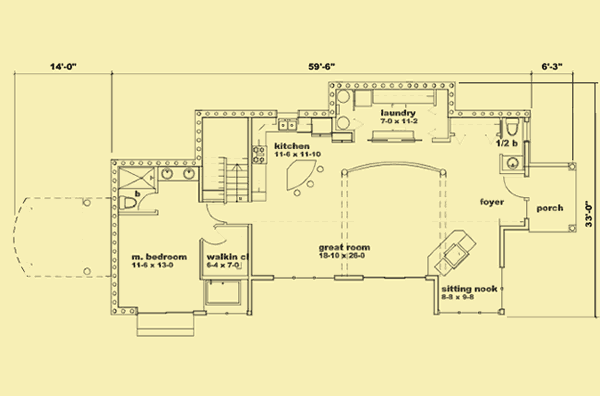 14'-0"
59'-6"
6'-3"
laundry
7-0 x 11-2
kitchen
11-6 x 11-10
1/2 b
b
foyer
porch
33'-0"
great room
18-10 x 26-0
m. bedroom
11-6 x 13-0
walkin cl
6-4 x 7-0
sitting nook
8-8 x 9-8